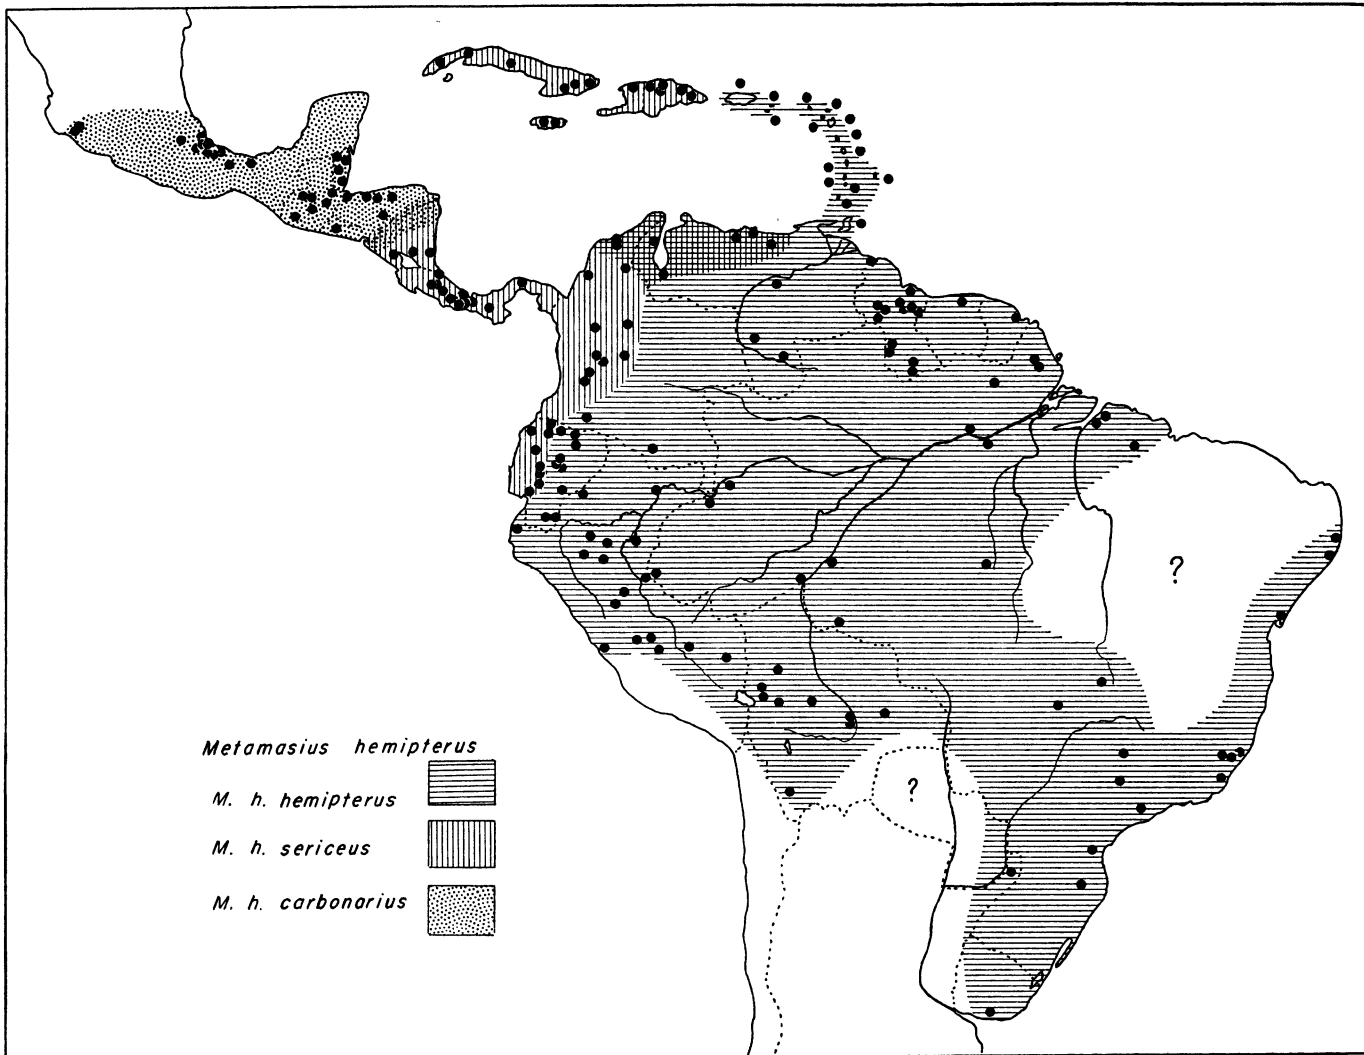 ?
?
Metamasius hemipterus
M. h. hemipterus
M. h. sericeus
M. h. carbonarius